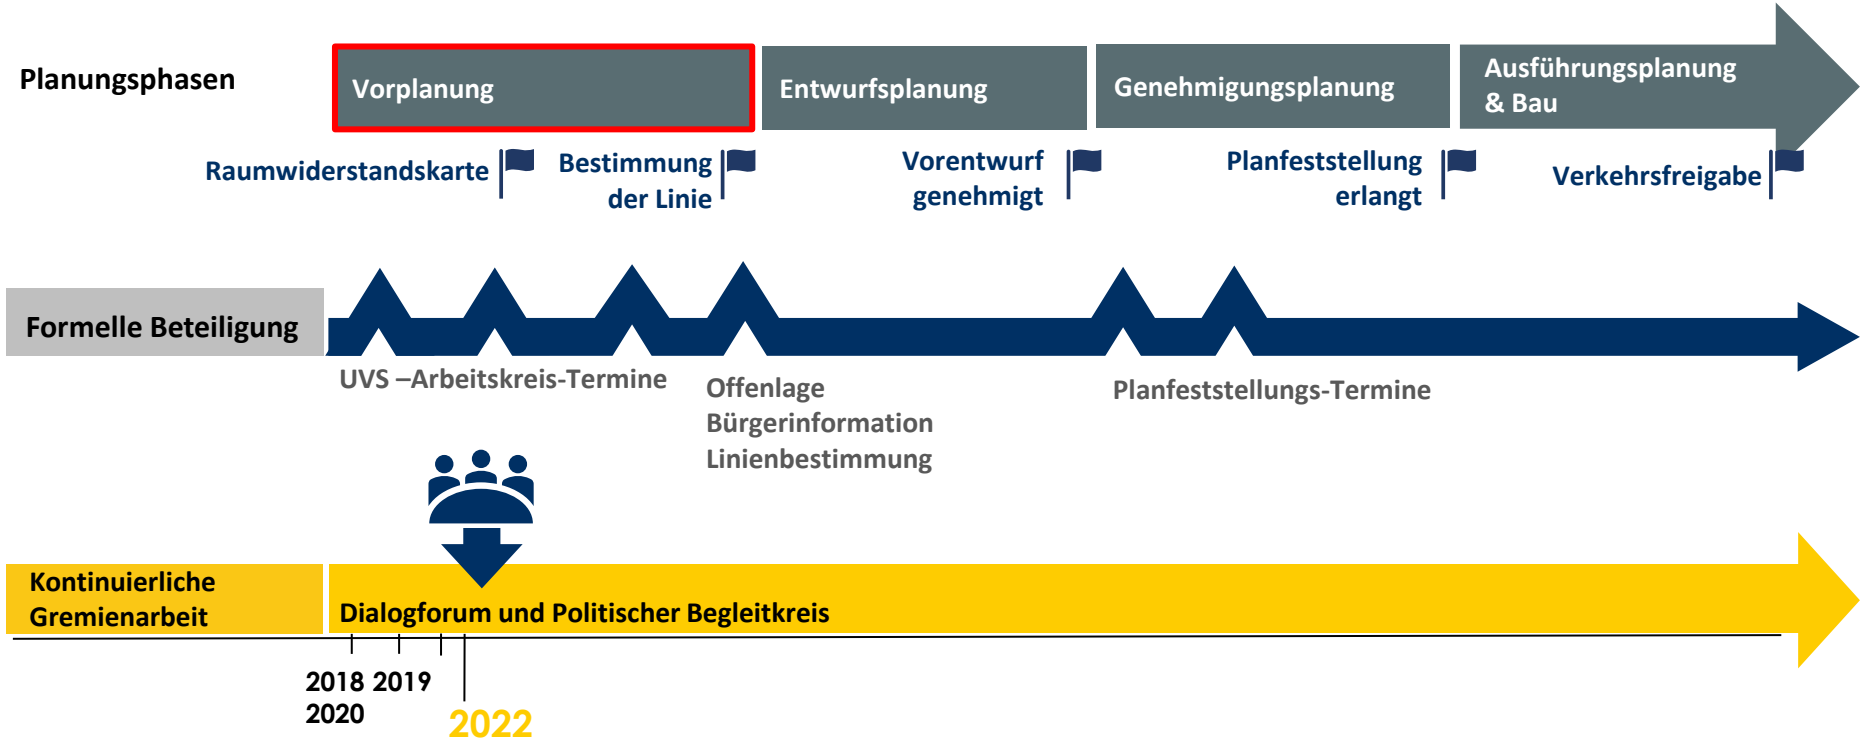 Planungsphasen
Vorplanung
Entwurfsplanung
Genehmigungsplanung
Ausführungsplanung
& Bau
Raumwiderstandskarte
Bestimmung
der Linie
Vorentwurf
genehmigt
Planfeststellung
erlangt
Verkehrsfreigabe
Formelle Beteiligung
UVS –Arbeitskreis-Termine
Offenlage
Bürgerinformation
Linienbestimmung
Planfeststellungs-Termine
Kontinuierliche
Gremienarbeit
Dialogforum und Politischer Begleitkreis
2018 2019
2020
2022